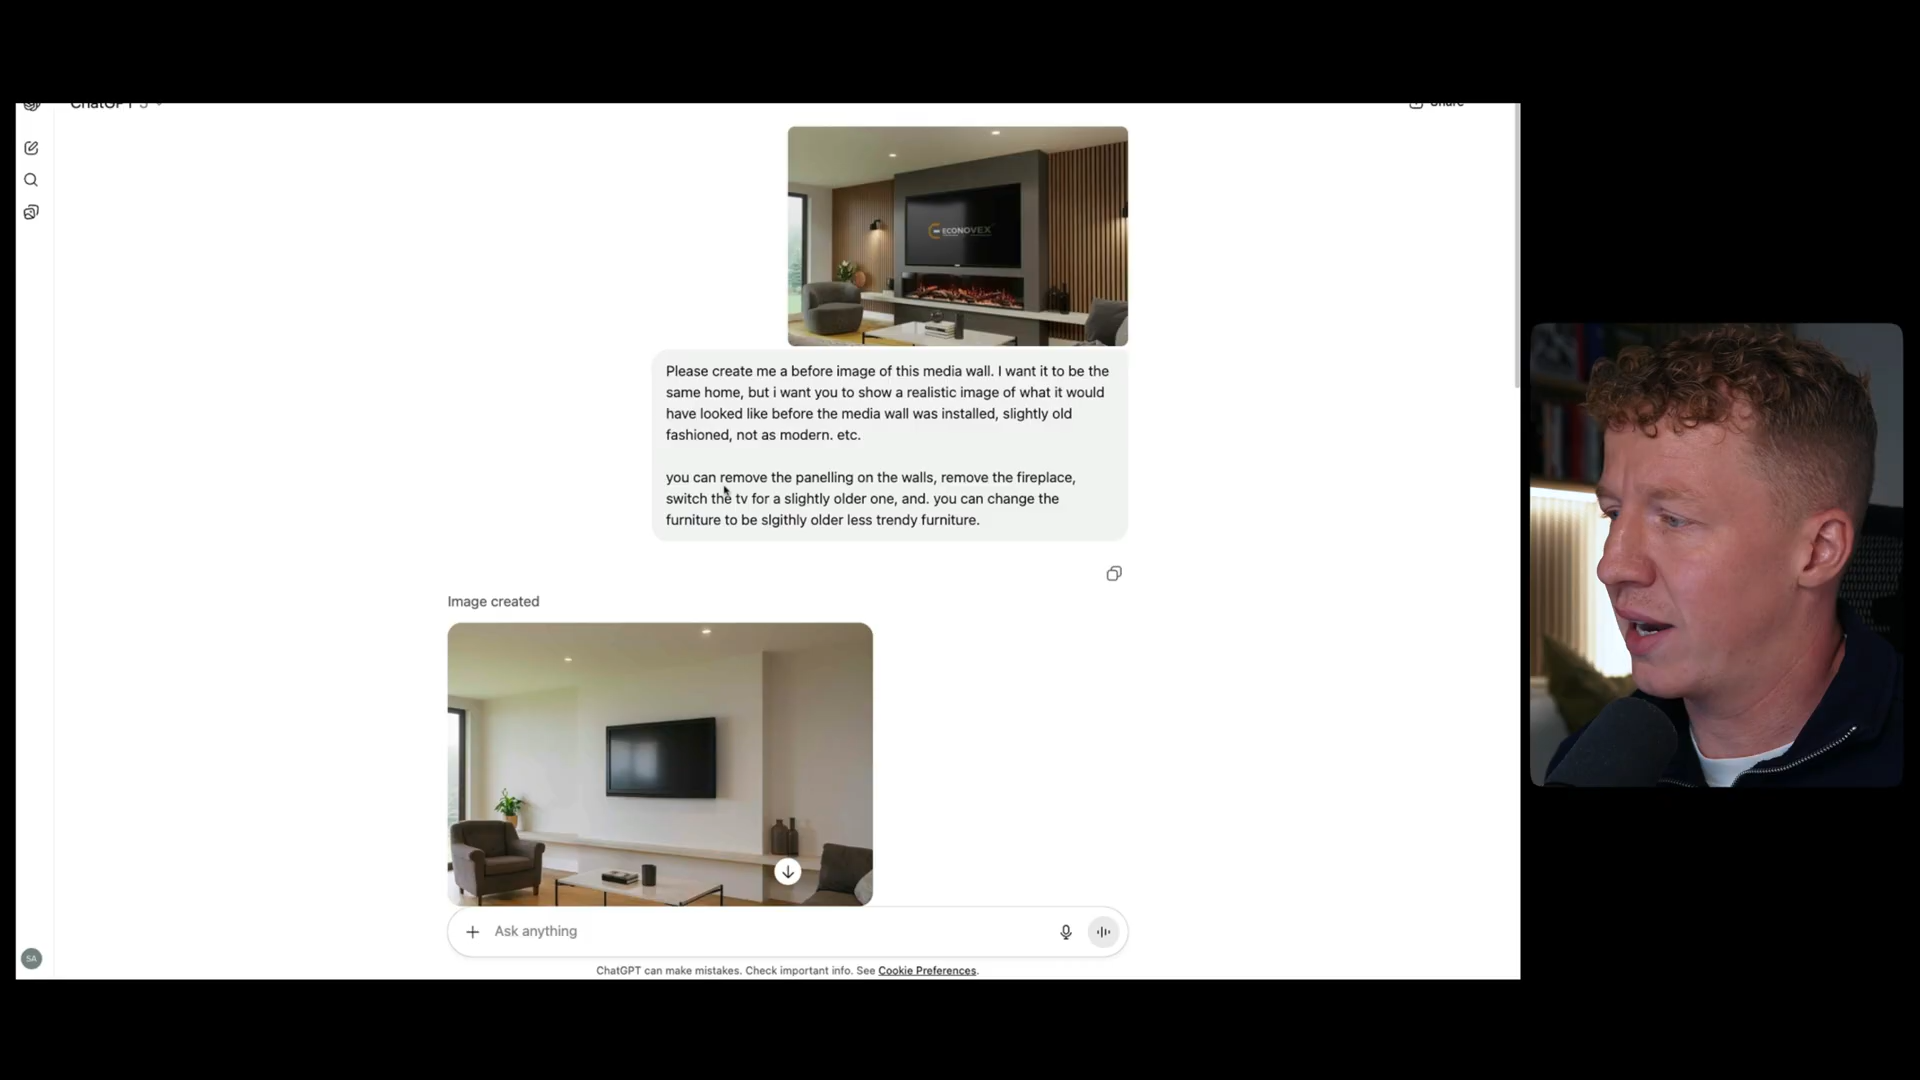 ChatGPT 5
Share
ECONOVEX
Please create me a before image of this media wall. I want it to be the
same home, but i want you to show a realistic image of what it would
have looked like before the media wall was installed, slightly old
fashioned, not as modern. etc.
you can remove the panelling on the walls, remove the fireplace,
switch the tv for a slightly older one, and. you can change the
furniture to be slgithly older less trendy furniture.
Image created
Ask anything
SA
ChatGPT can make mistakes. Check important info. See Cookie Preferences.